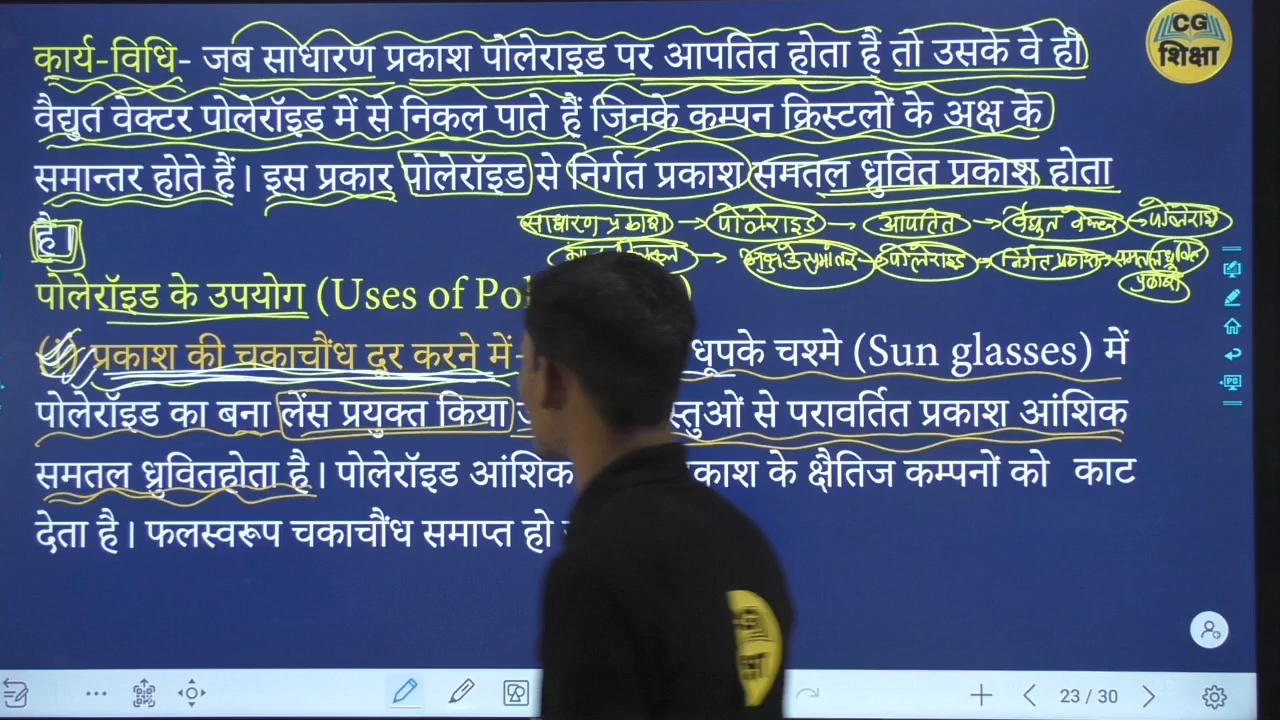 CG
शिक्षा
कार्य-विधि- जब साधारण प्रकाश पोलेराइड पर आपतित होता है तो उसके वे ही
वैद्युत वेक्टर पोलेरॉइड में से निकल पाते हैं जिनके कम्पन क्रिस्टलों के अक्ष के
समान्तर होते हैं। इस प्रकार पोलेरॉइड से निर्गत प्रकाश समतल ध्रुवित प्रकाश होता
है।
साधारण प्रकाश → पोलेराइड → आपतित → वैद्युत वेक्टर → पोलेराइड
→ पोलेराइड → निर्गत प्रकाश → समतल ध्रुवित
प्रकाश
पोलेरॉइड के उपयोग (Uses of
प्रकाश की चकाचौंध दूर करने में- धूपके चश्मे (Sun glasses) में
पोलेरॉइड का बना लेंस प्रयुक्त किया से परावर्तित प्रकाश आंशिक
समतल ध्रुवितहोता है। पोलेरॉइड आंशिक के क्षैतिज कम्पनों को काट
देता है। फलस्वरूप चकाचौंध समाप्त हो
23 / 30